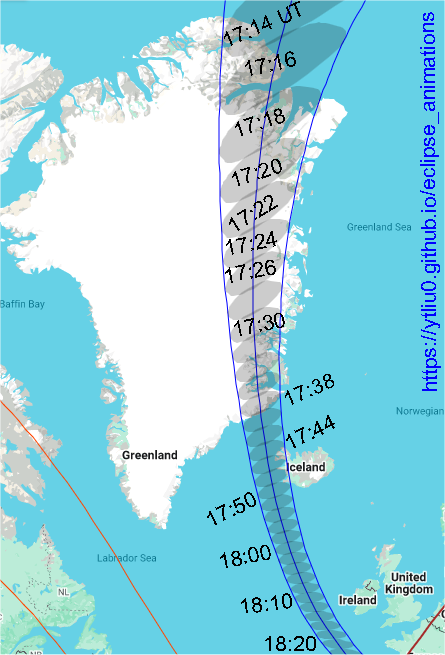 17:14 UT
17:16
17:18
17:20
17:22
17:24
17:26
17:30
17:38
17:44
17:50
18:00
18:10
18:20
Greenland Sea
Baffin Bay
Norwegian
Greenland
Iceland
Labrador Sea
NL
United
Kingdom
Ireland
https://ytliu0.github.io/eclipse_animations